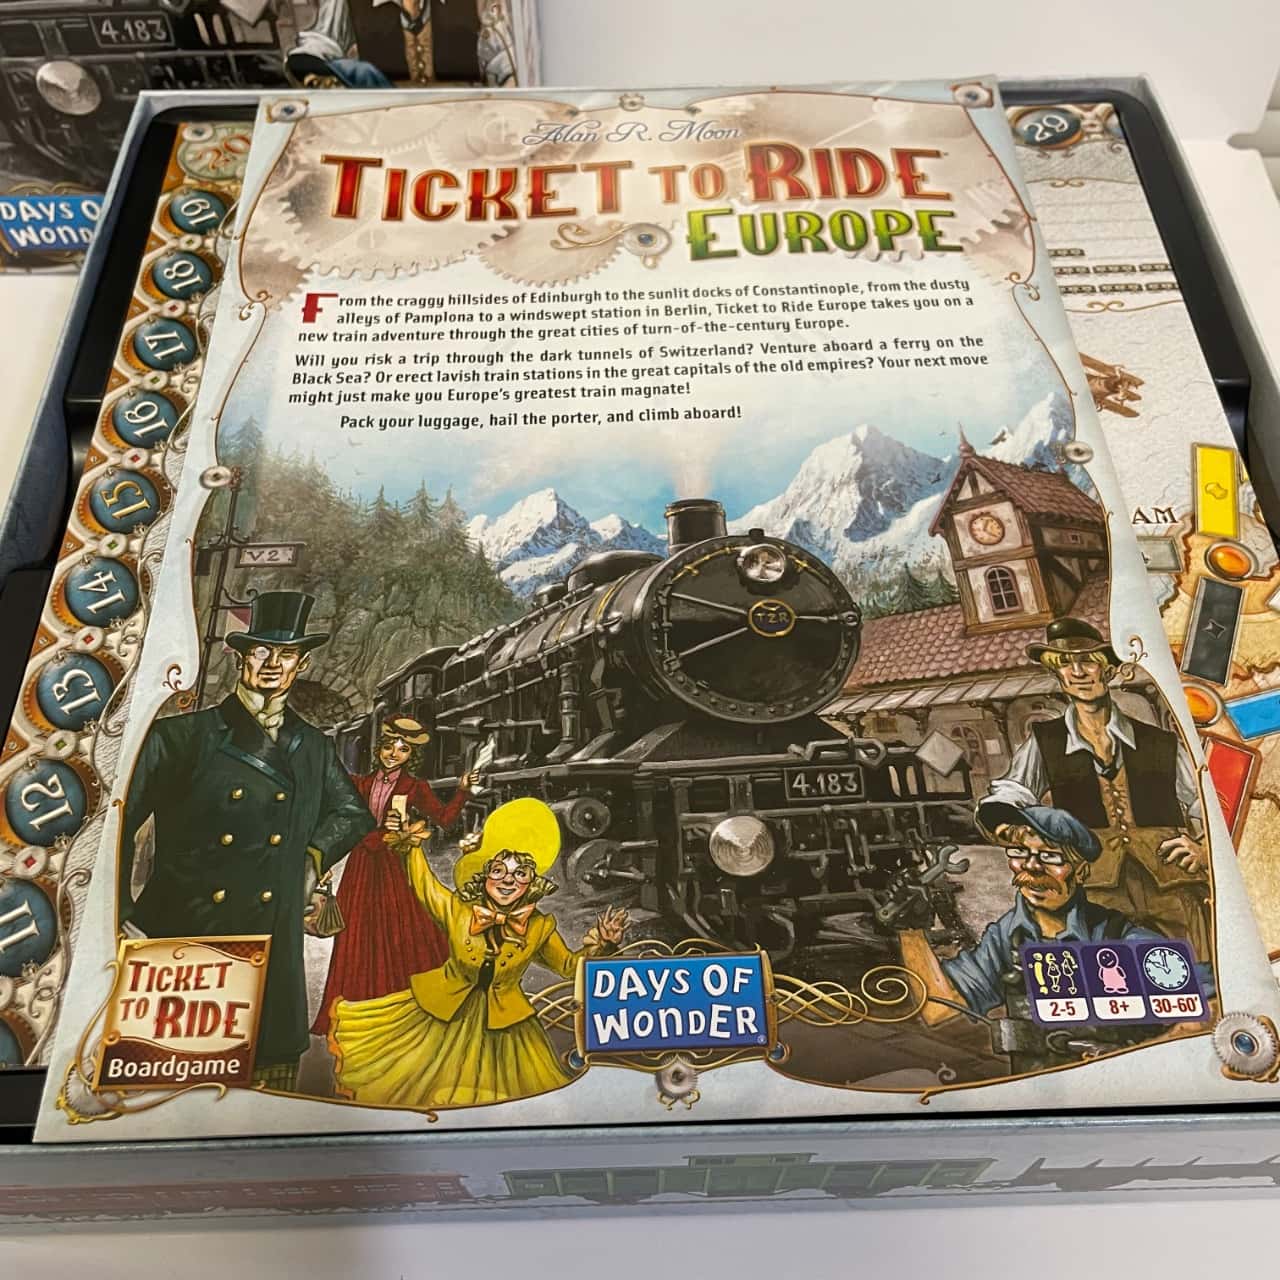 4.183
DAYS O
WOND
Alan R. Moon
TICKET TO RIDE
EUROPE
From the craggy hillsides of Edinburgh to the sunlit docks of Constantinople, from the dusty
alleys of Pamplona to a windswept station in Berlin, Ticket to Ride Europe takes you on a
new train adventure through the great cities of turn-of-the-century Europe.
Will you risk a trip through the dark tunnels of Switzerland? Venture aboard a ferry on the
Black Sea? Or erect lavish train stations in the great capitals of the old empires? Your next move
might just make you Europe's greatest train magnate!
Pack your luggage, hail the porter, and climb aboard!
20
19
18
17
16
15
14
13
12
11
29
AM
V2
TZR
4.183
TICKET
TO RIDE
Boardgame
DAYS OF
WONDER®
2-5
8+
30-60'